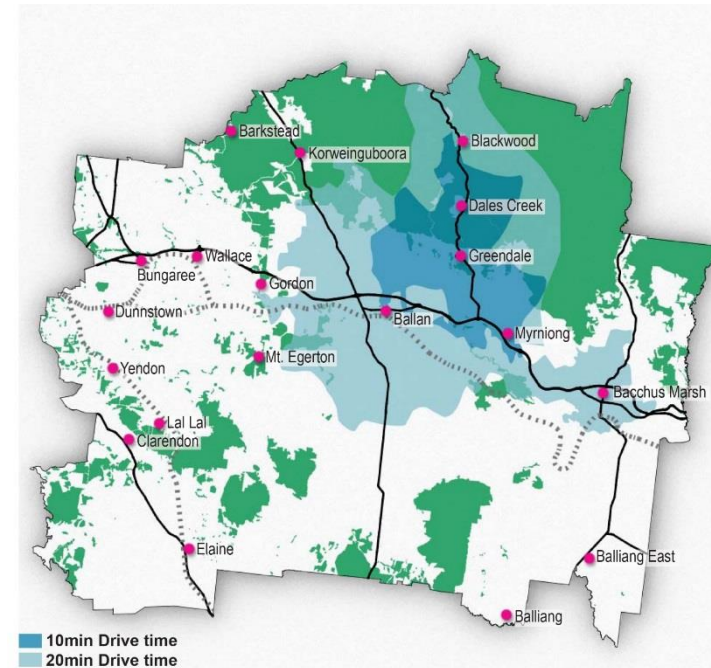 Blackwood
Barkstead
Korweinguboora
Dales Creek
Wallace
Greendale
Bungaree
Gordon
Dunnstown
Ballan
Myrniong
Mt. Egerton
Yendon
Bacchus Marsh
Lal Lal
Clarendon
Elaine
Balliang East
Balliang
10min Drive time
20min Drive time